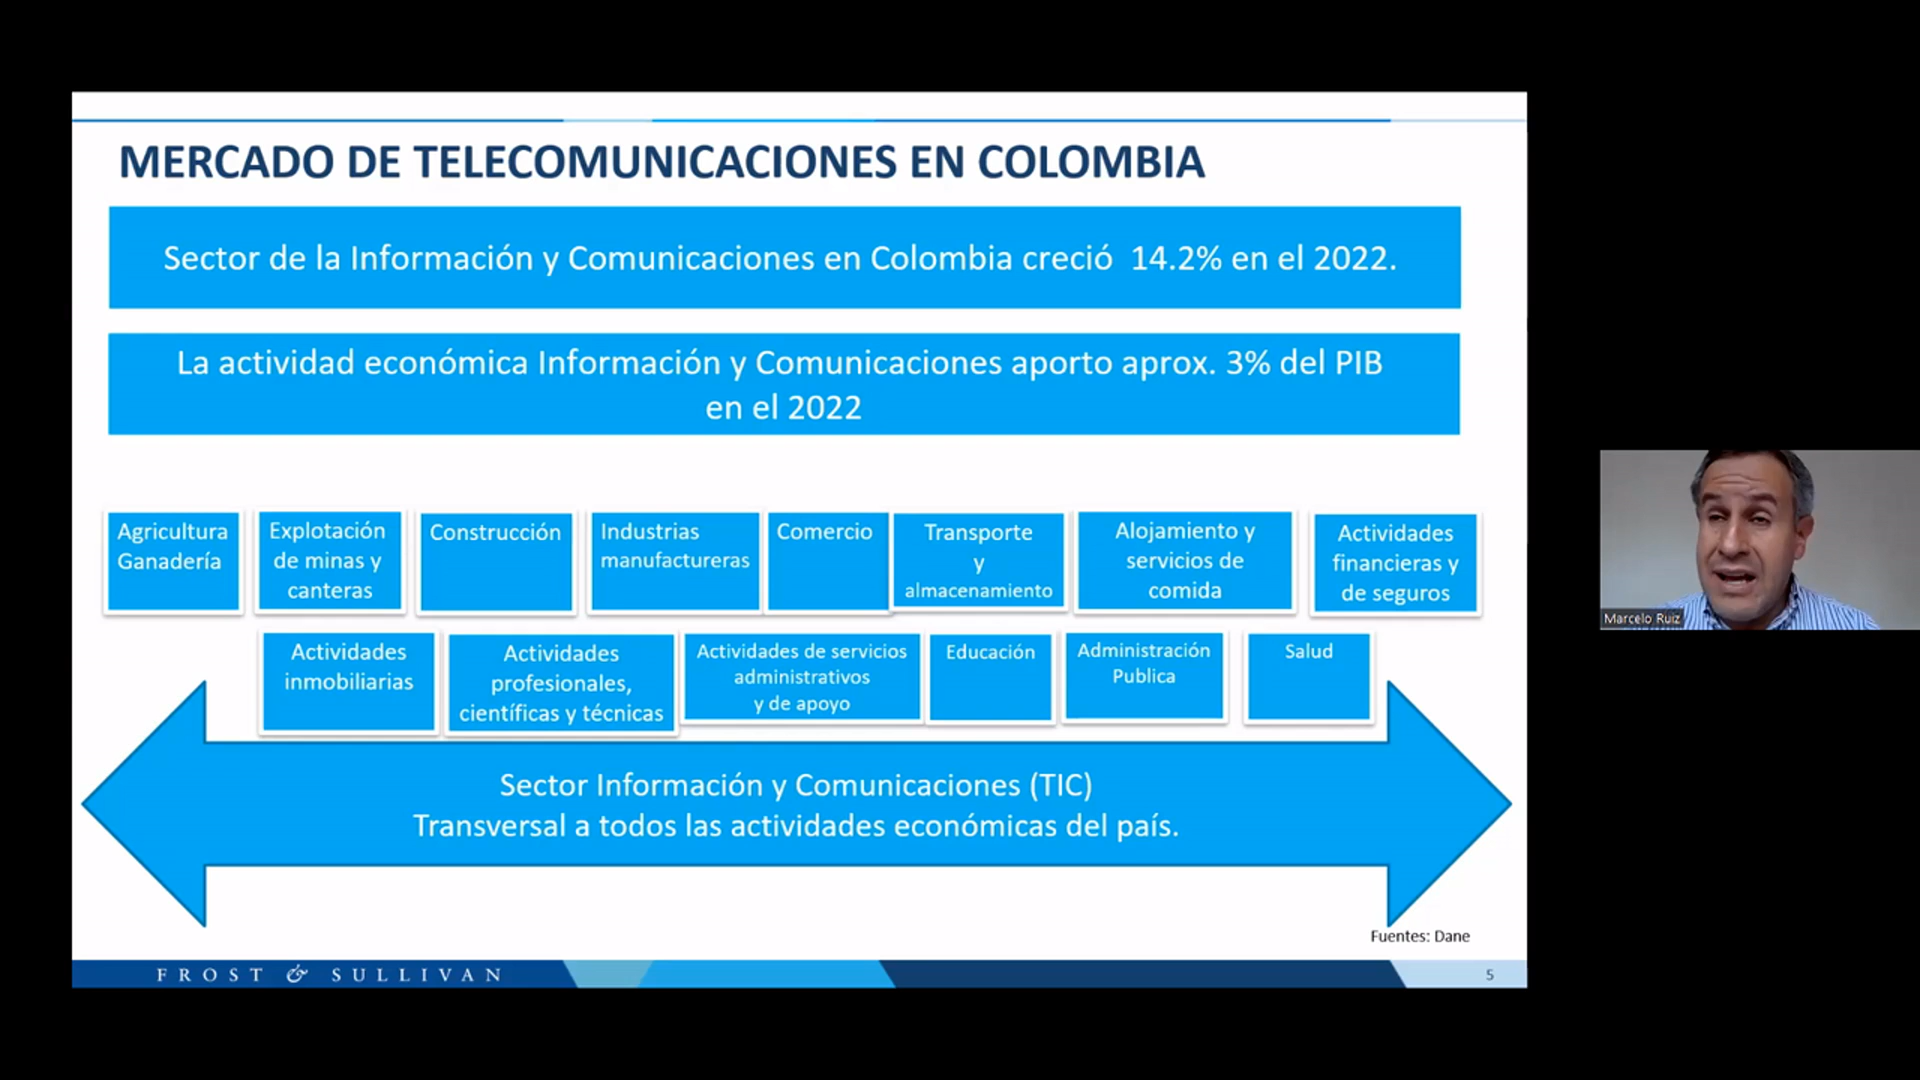 MERCADO DE TELECOMUNICACIONES EN COLOMBIA
Sector de la Información y Comunicaciones en Colombia creció 14.2% en el 2022.
La actividad económica Información y Comunicaciones aporto aprox. 3% del PIB
en el 2022
Agricultura
Ganadería
Explotación
de minas y
canteras
Construcción
Industrias
manufactureras
Comercio
Transporte
y
almacenamiento
Alojamiento y
servicios de
comida
Actividades
financieras y
de seguros
Actividades
inmobiliarias
Actividades
profesionales,
científicas y técnicas
Actividades de servicios
administrativos
y de apoyo
Educación
Administración
Publica
Salud
Sector Información y Comunicaciones (TIC)
Transversal a todos las actividades económicas del país.
Fuentes: Dane
FROST & SULLIVAN
5
Marcelo Ruiz